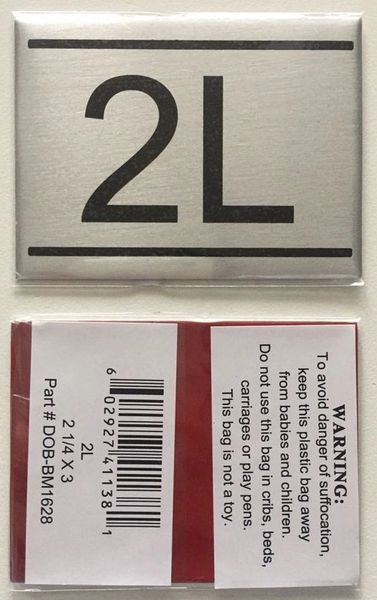 2L
WARNING:
To avoid danger of suffocation,
keep this plastic bag away
from babies and children.
Do not use this bag in cribs, beds,
carriages or play pens.
This bag is not a toy.
6 02927 41138 1
2L
2 1/4 X 3
Part # DOB-BM1628